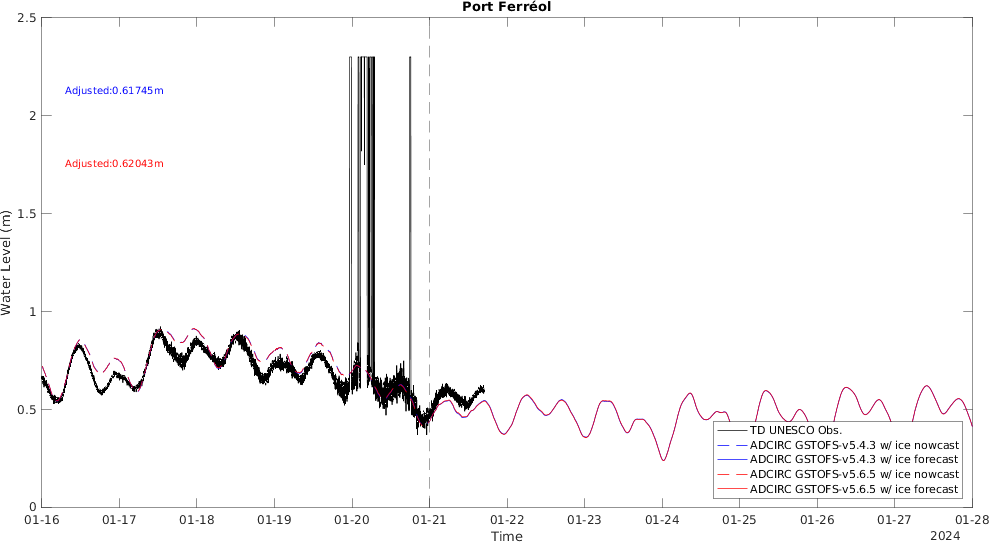 Port Ferréol
2.5
Adjusted:0.61745m
2
Adjusted:0.62043m
1.5
Water Level (m)
1
0.5
0
TD UNESCO Obs.
ADCIRC GSTOFS-v5.4.3 w/ ice nowcast
ADCIRC GSTOFS-v5.4.3 w/ ice forecast
ADCIRC GSTOFS-v5.6.5 w/ ice nowcast
ADCIRC GSTOFS-v5.6.5 w/ ice forecast
01-16 01-17 01-18 01-19 01-20 01-21 01-22 01-23 01-24 01-25 01-26 01-27 01-28
Time
2024